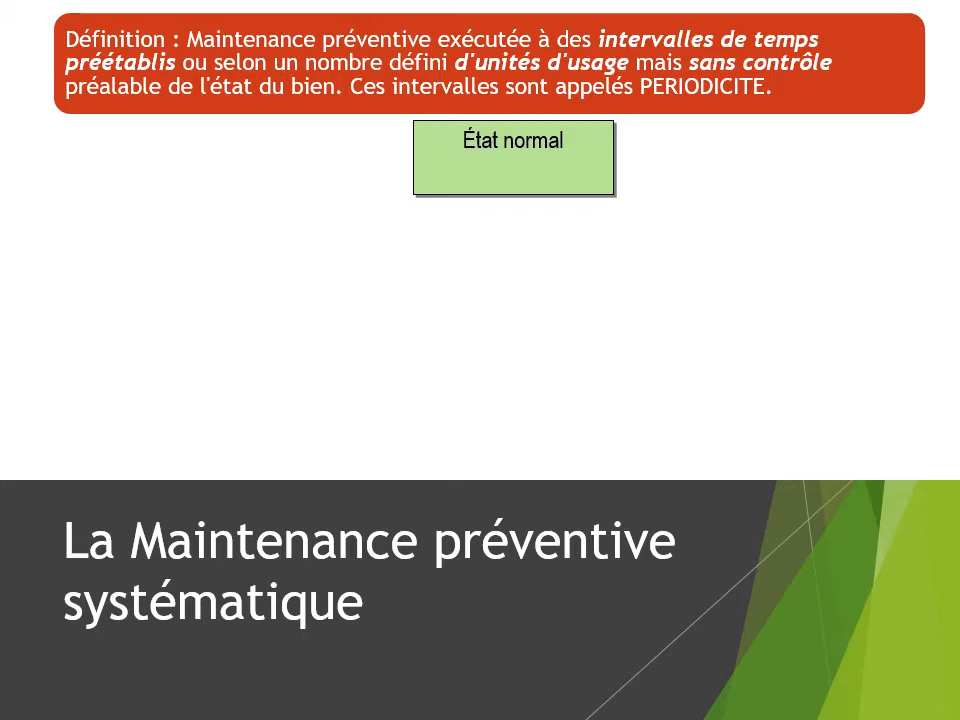 Définition : Maintenance préventive exécutée à des intervalles de temps
préétablis ou selon un nombre défini d'unités d'usage mais sans contrôle
préalable de l'état du bien. Ces intervalles sont appelés PERIODICITE.
État normal
La Maintenance préventive
systématique